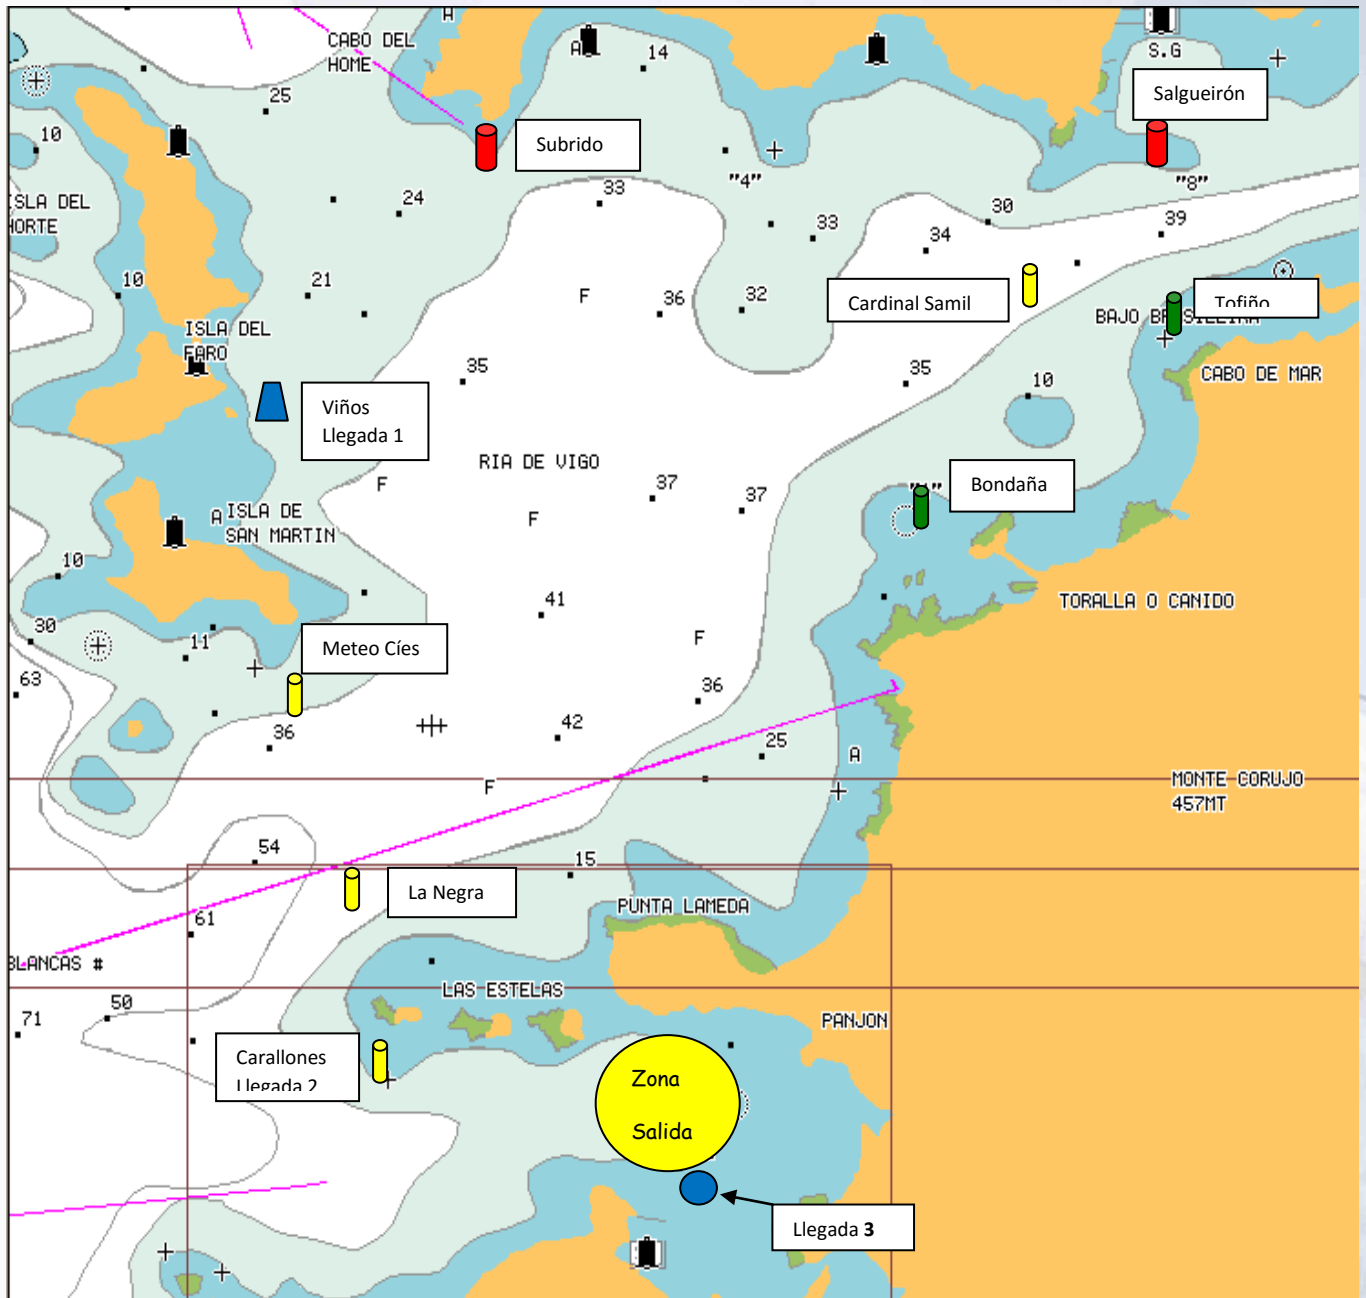 A
CABO DEL
HOME
A
14
S.G
Salgueirón
25
Subrido
10
"4"
"8"
ISLA DEL
NORTE
24
33
33
30
34
39
10
21
F
36
32
Cardinal Samil
Tofiño
BAJO BRASILEIRA
ISLA DEL
FARO
35
35
10
CABO DE MAR
Viños
Llegada 1
RIA DE VIGO
F
37
37
Bondaña
A
ISLA DE
SAN MARTIN
F
10
41
TORALLA O CANIDO
30
11
Meteo Cíes
F
63
36
36
42
25
A
F
MONTE CORUJO
457MT
54
15
La Negra
PUNTA LAMEDA
61
BLANCAS #
LAS ESTELAS
50
71
PANJON
Carallones
Llegada 2
Zona
Salida
Llegada 3